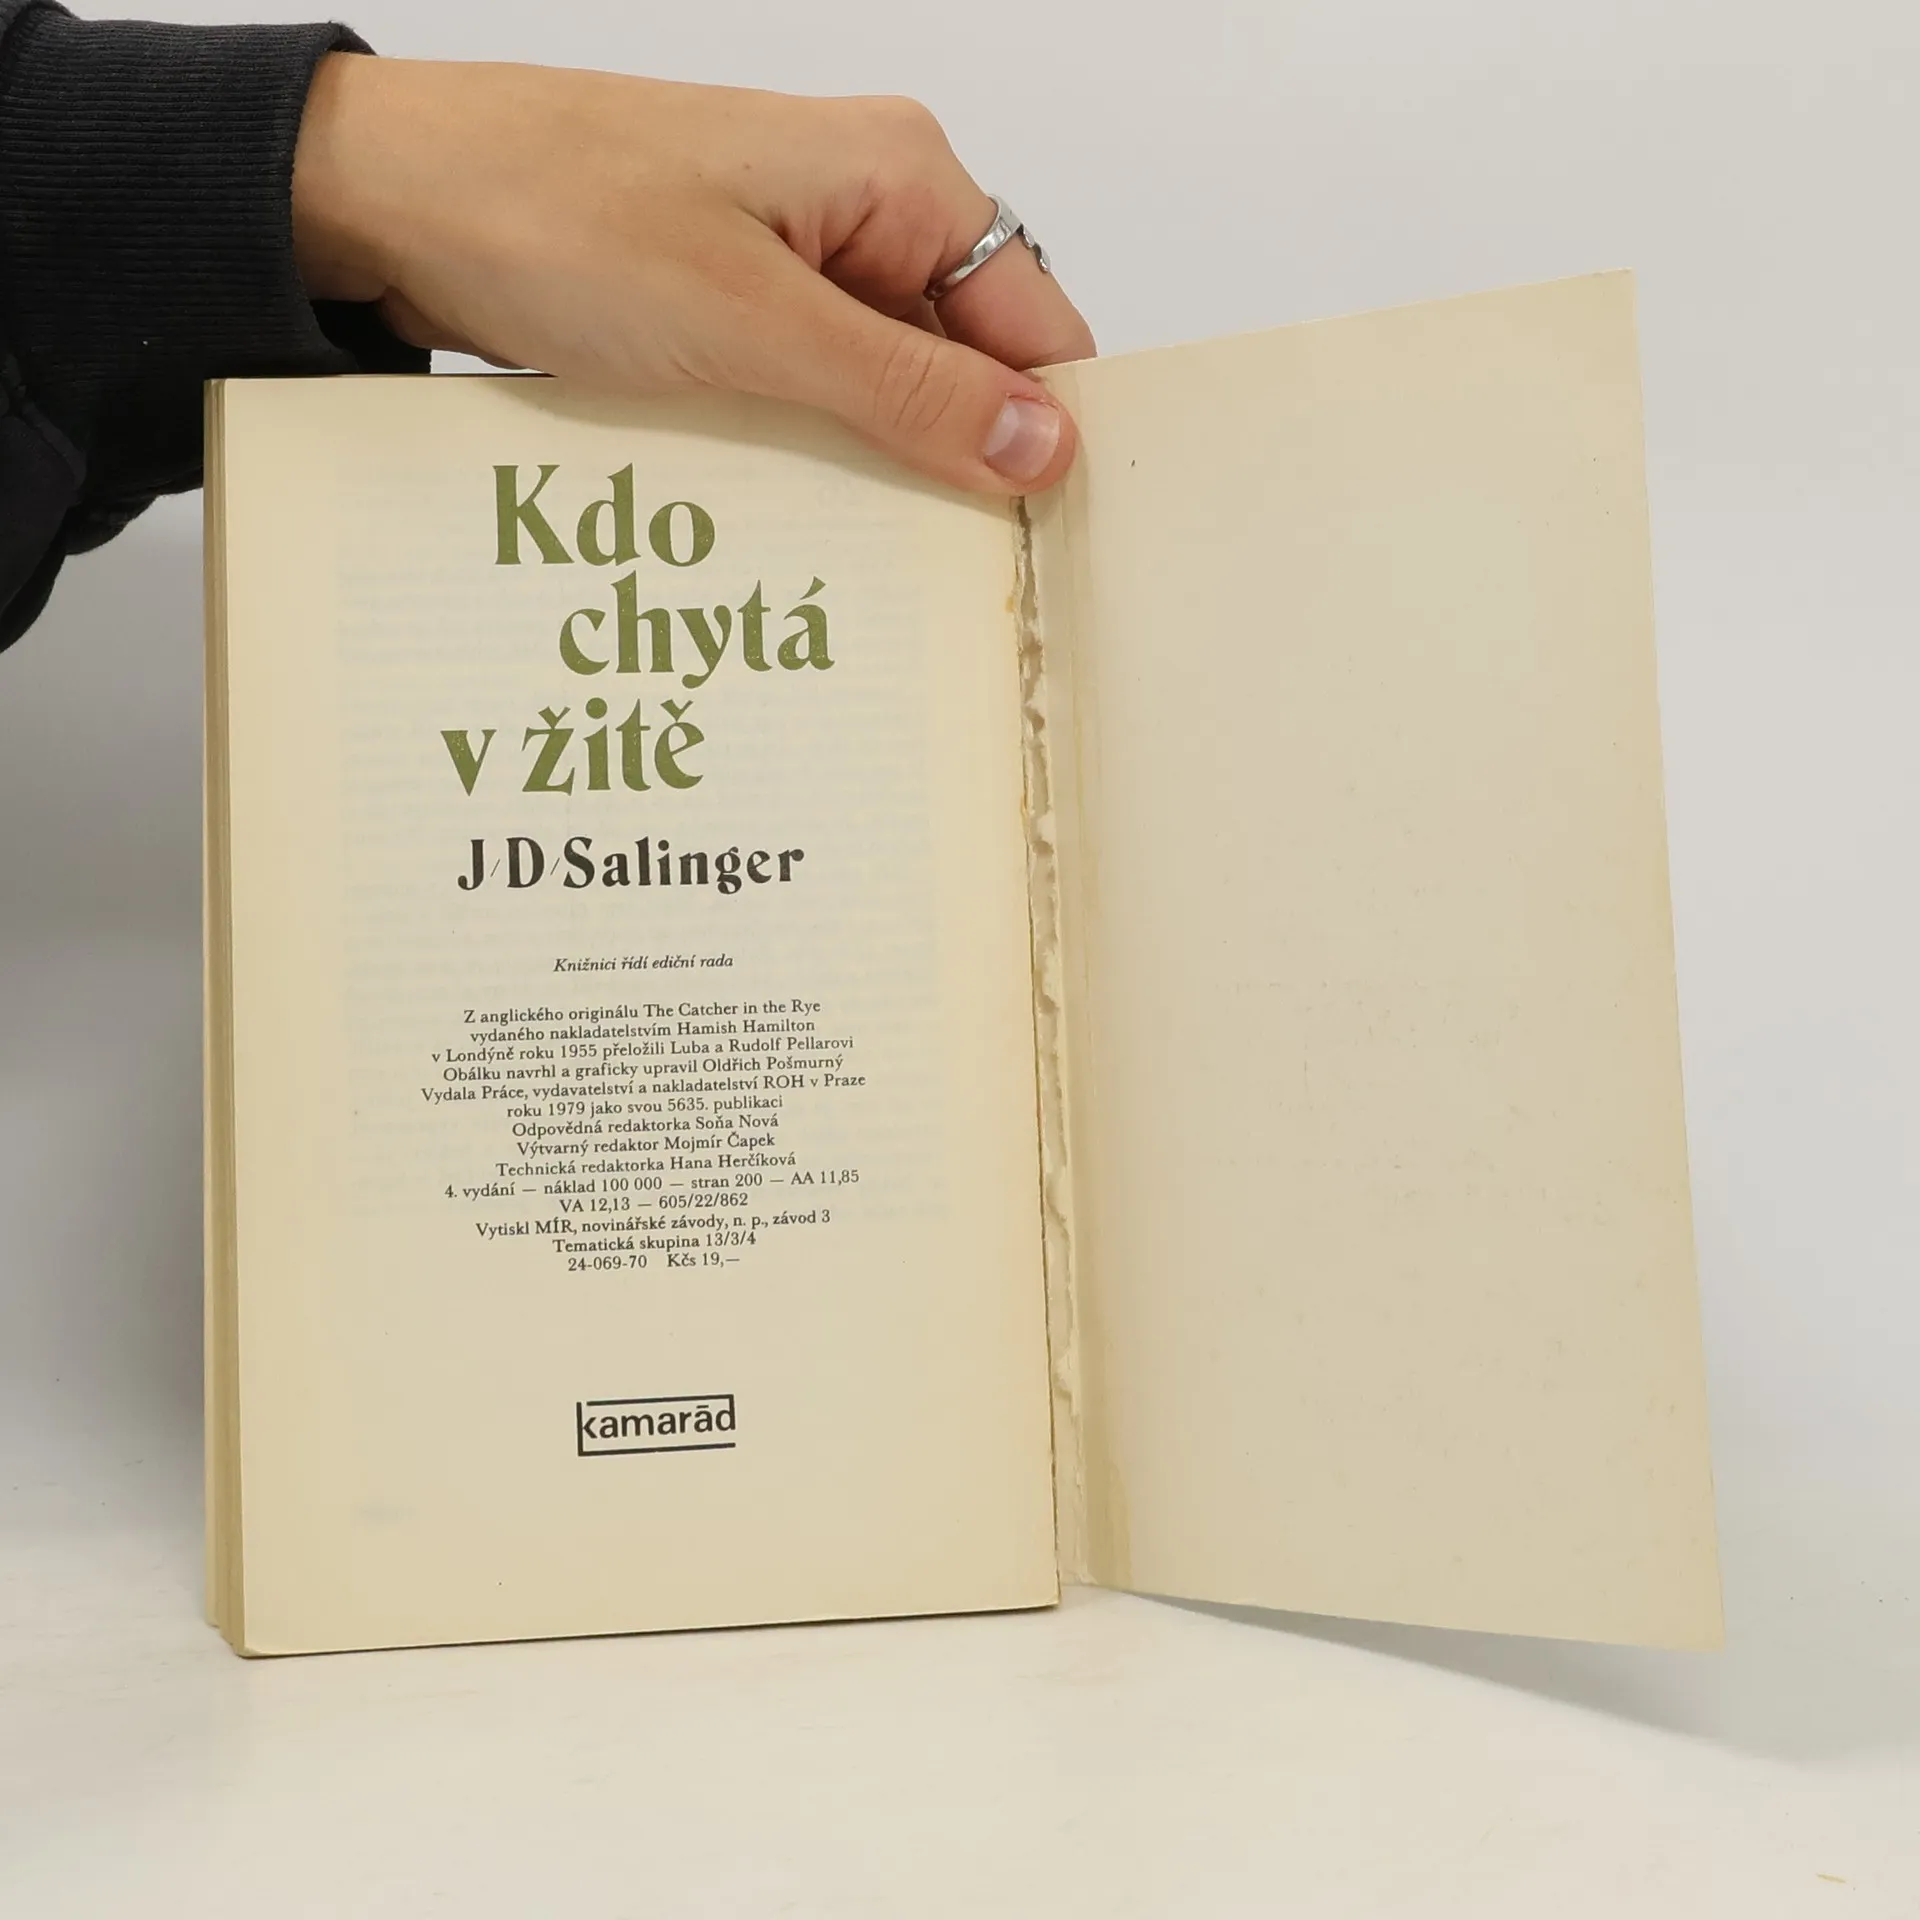 Kdo
chytá
v žitě
J/D/Salinger
Knižnici řídí ediční rada
Z anglického originálu The Catcher in the Rye
vydaného nakladatelstvím Hamish Hamilton
v Londýně roku 1955 přeložili Luba a Rudolf Pellarovi
Obálku navrhl a graficky upravil Oldřich Pošmurný
Vydala Práce, vydavatelství a nakladatelství ROH v Praze
roku 1979 jako svou 5635. publikaci
Odpovědná redaktorka Soňa Nová
Výtvarný redaktor Mojmír Čapek
Technická redaktorka Hana Herčíková
4. vydání — náklad 100 000 — stran 200 — AA 11,85
VA 12,13 — 605/22/862
Vytiskl MÍR, novinářské závody, n. p., závod 3
Tematická skupina 13/3/4
24-069-70 Kčs 19,—
kamarād